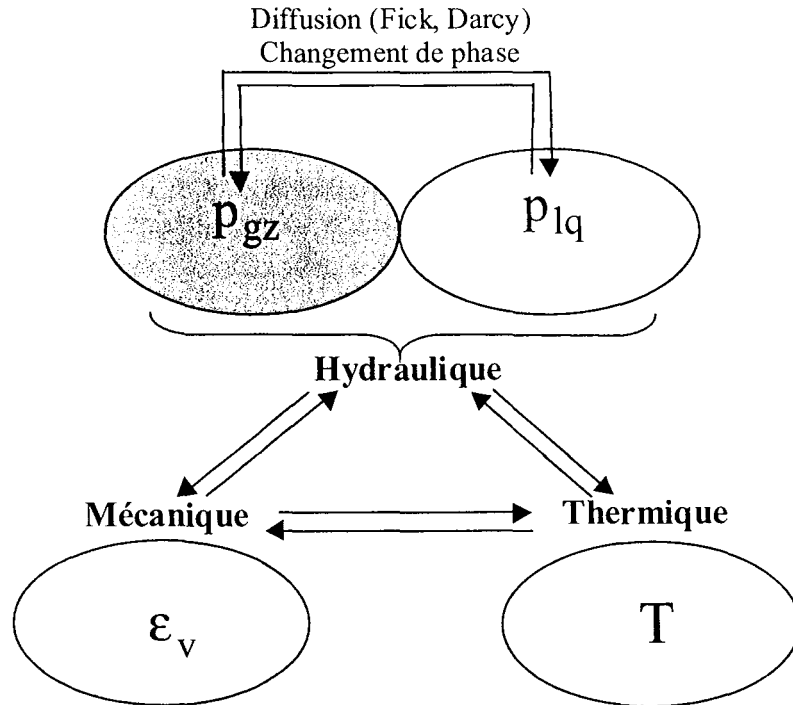 Diffusion (Fick, Darcy)
Changement de phase
p_gz
p_lq
Hydraulique
Mécanique
Thermique
ε_v
T